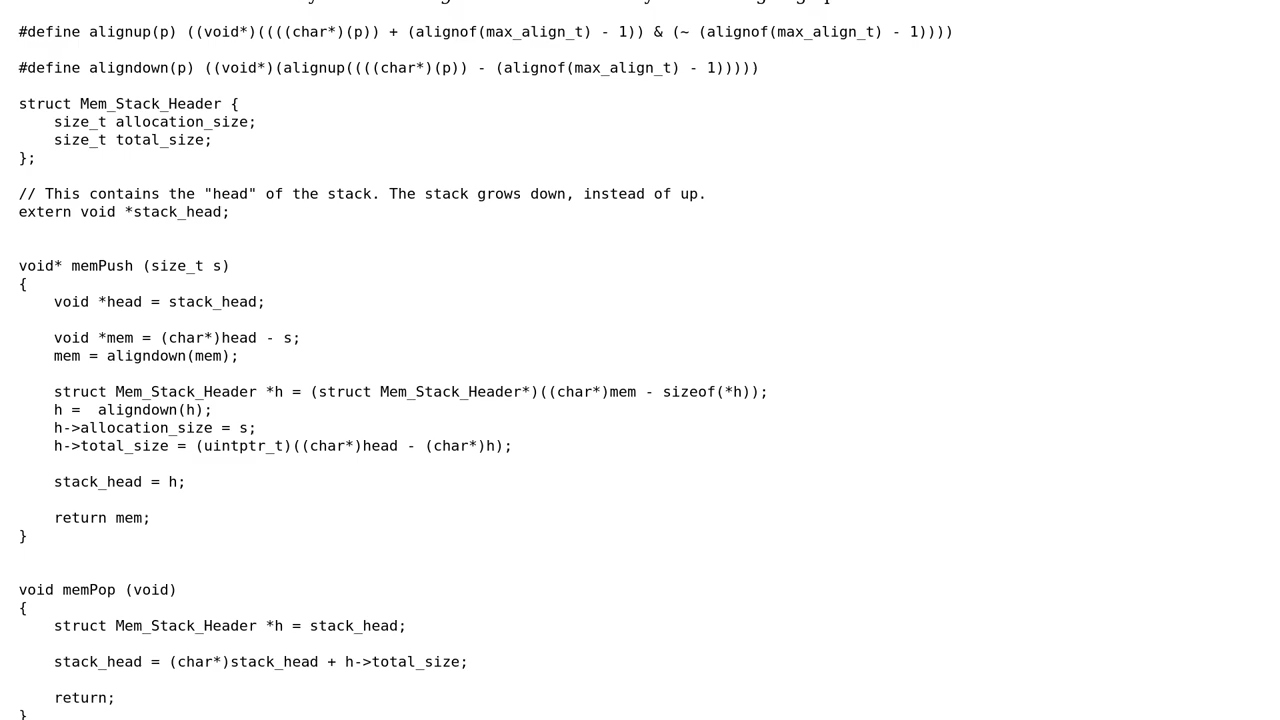 #define alignup(p) ((void*)((((char*)(p)) + (alignof(max_align_t) - 1)) & (~ (alignof(max_align_t) - 1))))
#define aligndown(p) ((void*)(alignup((((char*)(p)) - (alignof(max_align_t) - 1)))))
struct Mem_Stack_Header {
    size_t allocation_size;
    size_t total_size;
};
// This contains the "head" of the stack. The stack grows down, instead of up.
extern void *stack_head;
void* memPush (size_t s)
{
    void *head = stack_head;
    void *mem = (char*)head - s;
    mem = aligndown(mem);
    struct Mem_Stack_Header *h = (struct Mem_Stack_Header*)((char*)mem - sizeof(*h));
    h =  aligndown(h);
    h->allocation_size = s;
    h->total_size = (uintptr_t)((char*)head - (char*)h);
    stack_head = h;
    return mem;
}
void memPop (void)
{
    struct Mem_Stack_Header *h = stack_head;
    stack_head = (char*)stack_head + h->total_size;
    return;
}